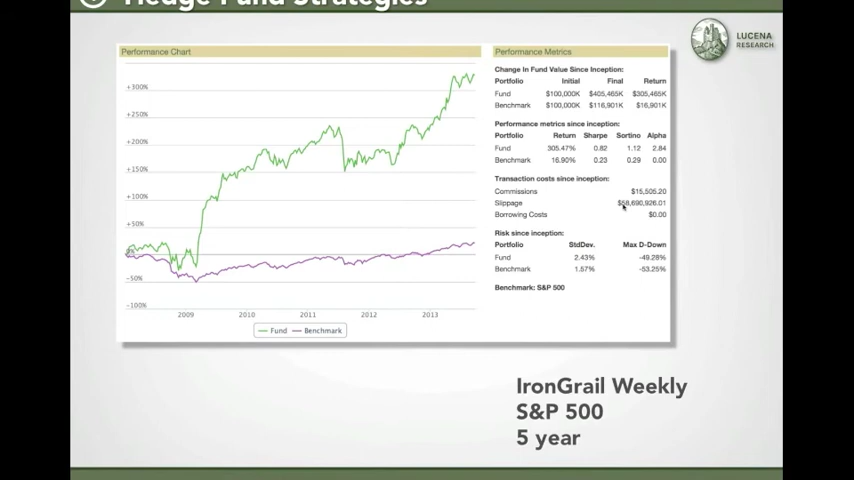 Hedge Fund Strategies
LUCENA
RESEARCH
Performance Chart
+300%
+250%
+200%
+150%
+100%
+50%
0%
−50%
−100%
2009 2010 2011 2012 2013
Fund Benchmark
Performance Metrics
Change In Fund Value Since Inception:
Portfolio Initial Final Return
Fund $100,000K $405,465K $305,465K
Benchmark $100,000K $116,901K $16,901K
Performance metrics since inception:
Portfolio Return Sharpe Sortino Alpha
Fund 305.47% 0.82 1.12 2.84
Benchmark 16.90% 0.23 0.29 0.00
Transaction costs since inception:
Commissions $15,505.20
Slippage $58,690,926.01
Borrowing Costs $0.00
Risk since inception:
Portfolio StdDev. Max D-Down
Fund 2.43% -49.28%
Benchmark 1.57% -53.25%
Benchmark: S&P 500
IronGrail Weekly
S&P 500
5 year